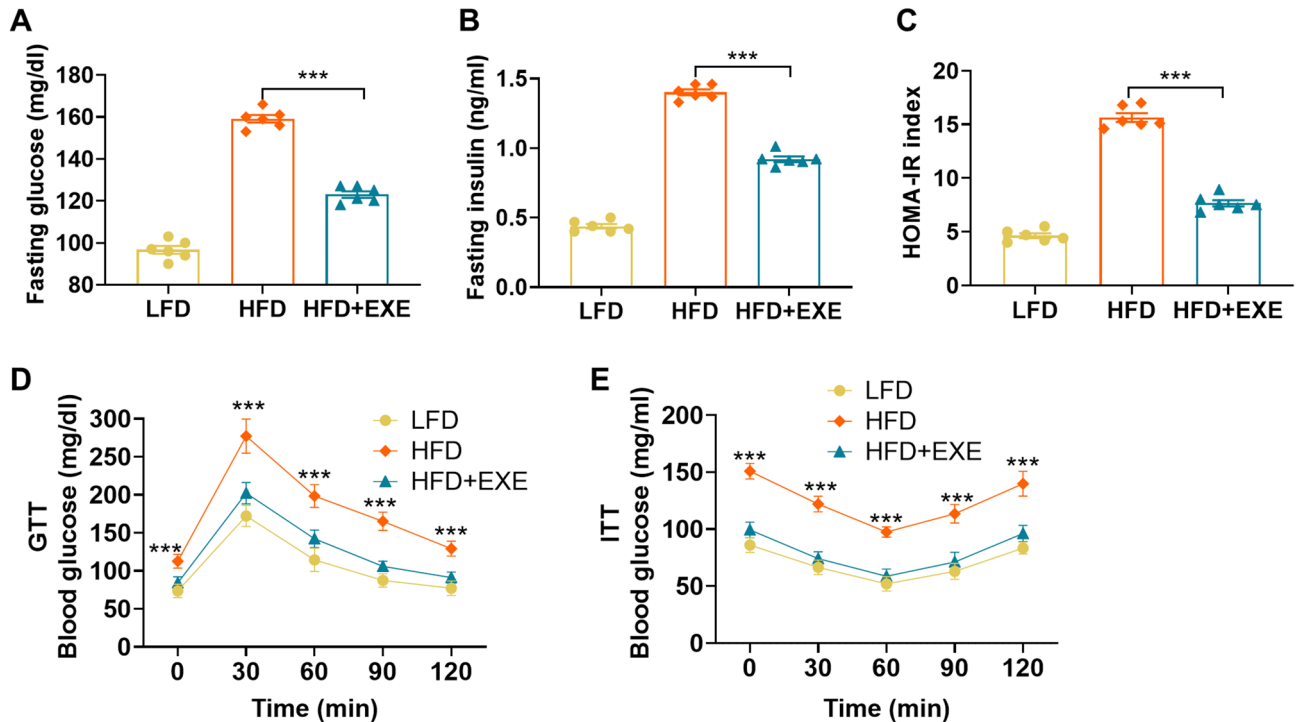 A
Fasting glucose (mg/dl)
180
160
140
120
100
80
***
LFD
HFD
HFD+EXE
B
Fasting insulin (ng/ml)
1.5
1.0
0.5
0.0
***
LFD
HFD
HFD+EXE
C
HOMA-IR index
20
15
10
5
0
***
LFD
HFD
HFD+EXE
D
GTT
Blood glucose (mg/dl)
300
250
200
150
100
50
0
***
***
***
***
***
LFD
HFD
HFD+EXE
0 30 60 90 120
Time (min)
E
ITT
Blood glucose (mg/ml)
200
150
100
50
0
LFD
HFD
HFD+EXE
***
***
***
***
***
0 30 60 90 120
Time (min)